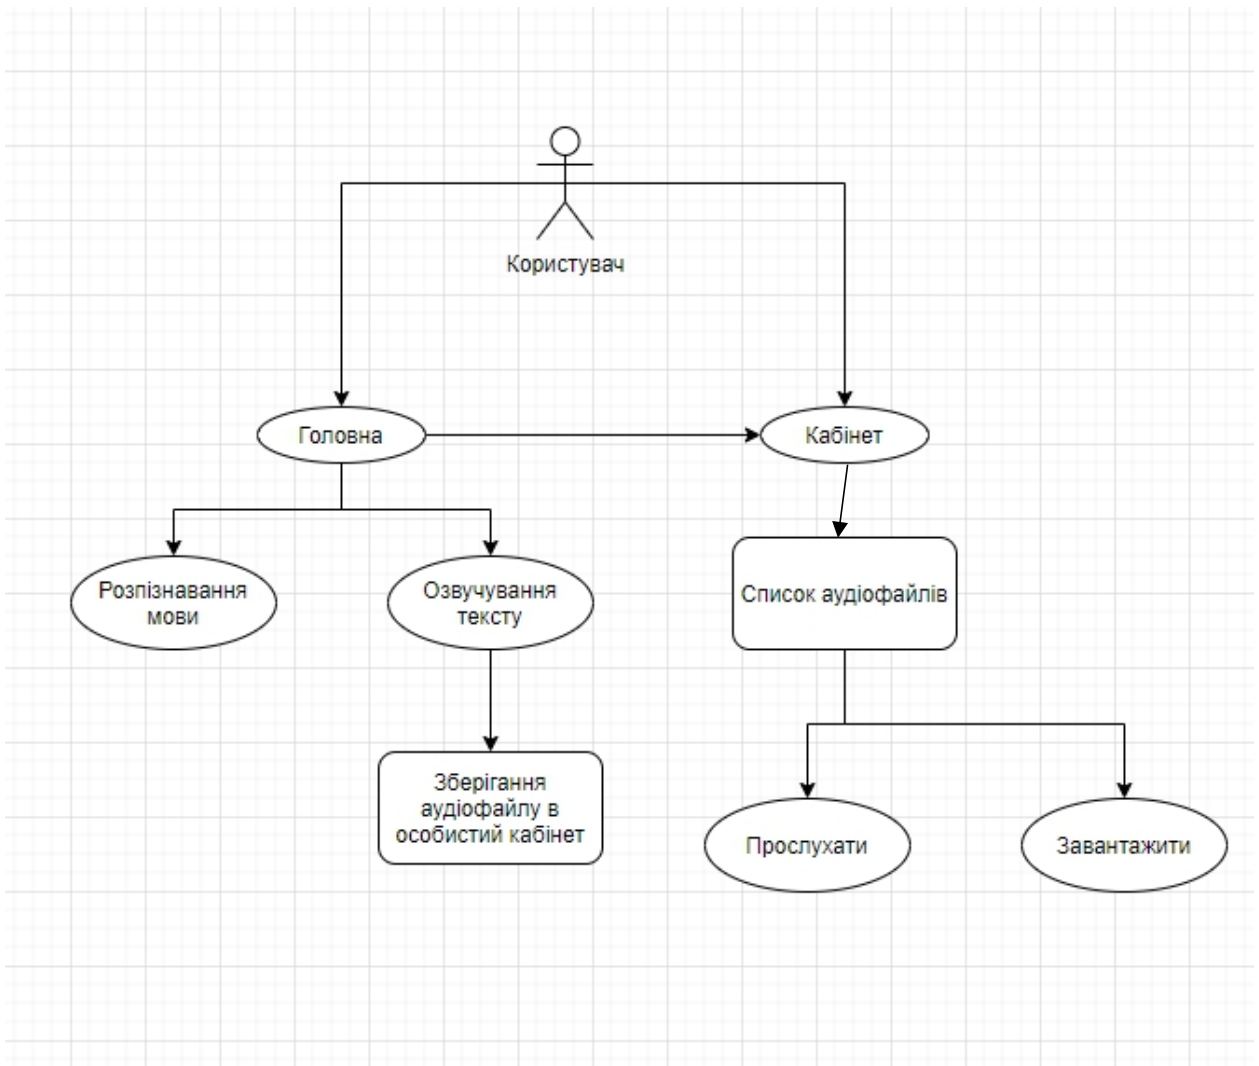 Користувач
Головна
Кабінет
Розпізнавання
мови
Озвучування
тексту
Список аудіофайлів
Зберігання
аудіофайлу в
особистий кабінет
Прослухати
Завантажити